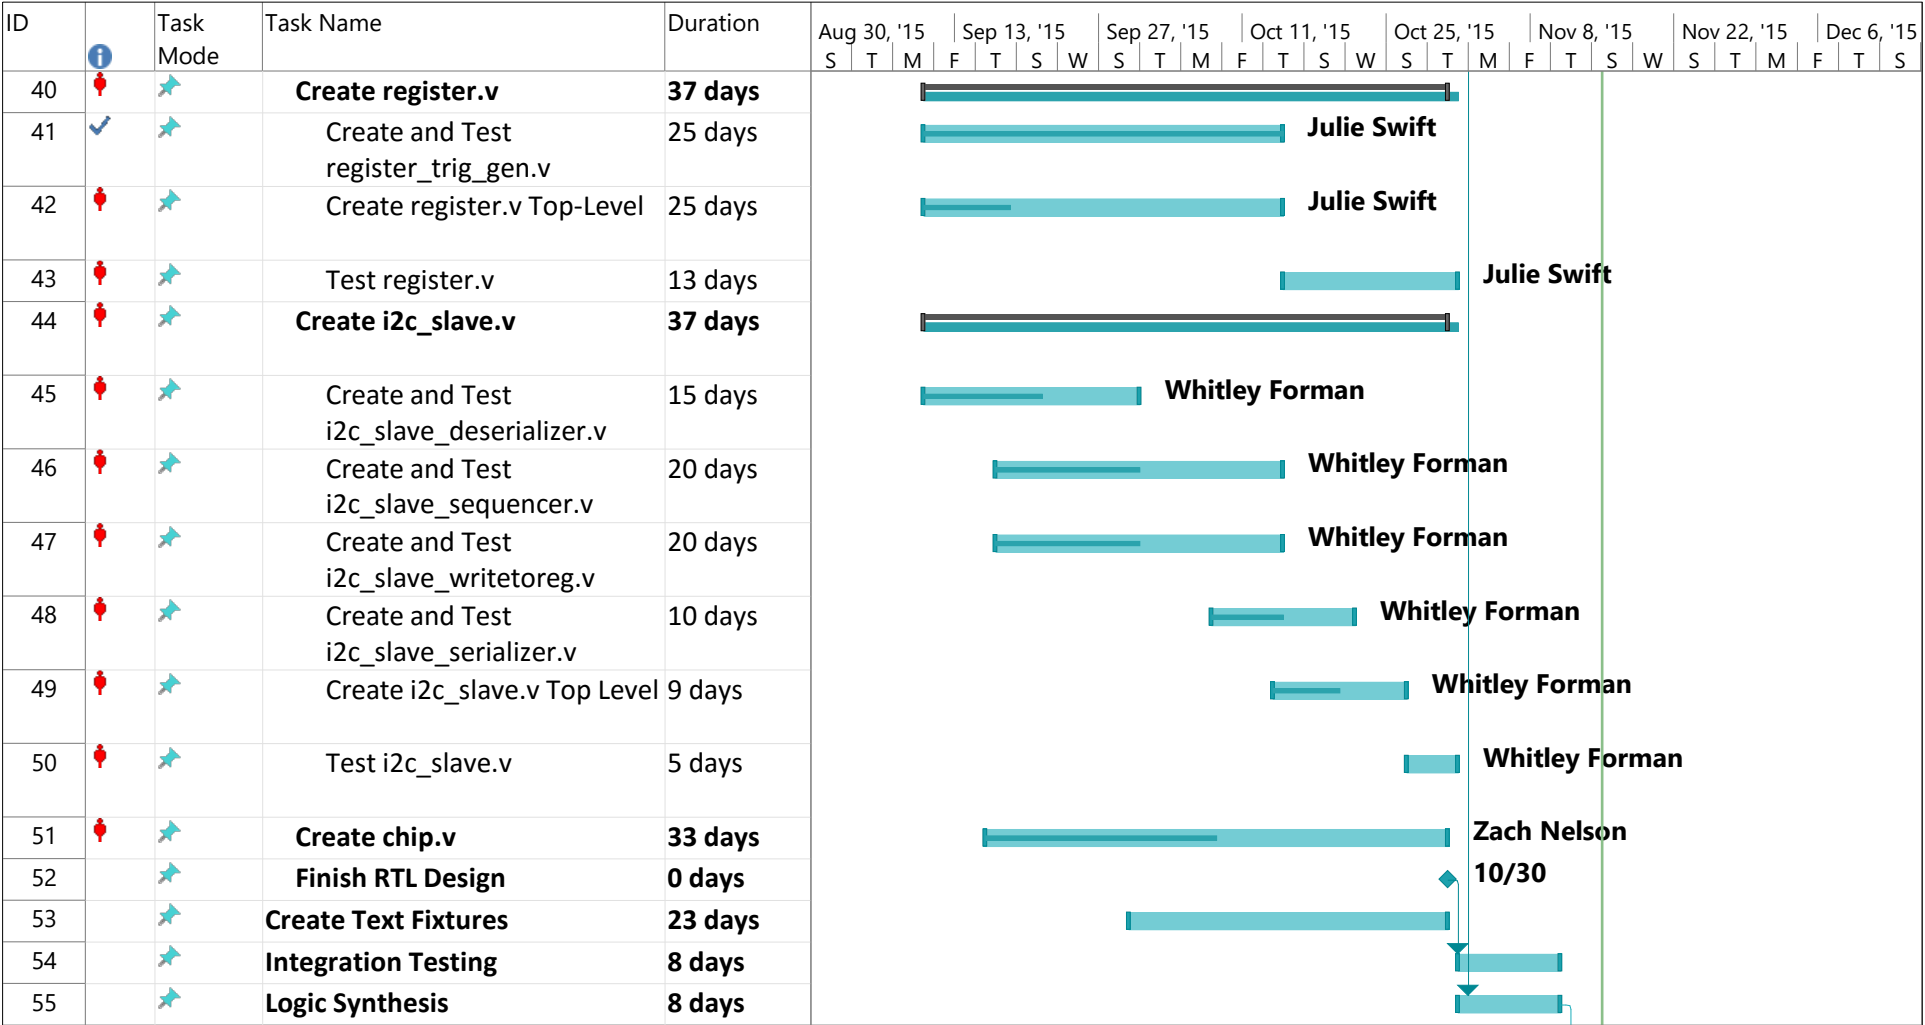 ID Task Mode Task Name Duration Aug 30, '15 Sep 13, '15 Sep 27, '15 Oct 11, '15 Oct 25, '15 Nov 8, '15 Nov 22, '15 Dec 6, '15
S T M F T S W S T M F T S W S T M F T S W S T M F T S
40 Create register.v 37 days
41 Create and Test 25 days Julie Swift
register_trig_gen.v
42 Create register.v Top-Level 25 days Julie Swift
43 Test register.v 13 days Julie Swift
44 Create i2c_slave.v 37 days
45 Create and Test 15 days Whitley Forman
i2c_slave_deserializer.v
46 Create and Test 20 days Whitley Forman
i2c_slave_sequencer.v
47 Create and Test 20 days Whitley Forman
i2c_slave_writetoreg.v
48 Create and Test 10 days Whitley Forman
i2c_slave_serializer.v
49 Create i2c_slave.v Top Level 9 days Whitley Forman
50 Test i2c_slave.v 5 days Whitley Forman
51 Create chip.v 33 days Zach Nelson
52 Finish RTL Design 0 days 10/30
53 Create Text Fixtures 23 days
54 Integration Testing 8 days
55 Logic Synthesis 8 days